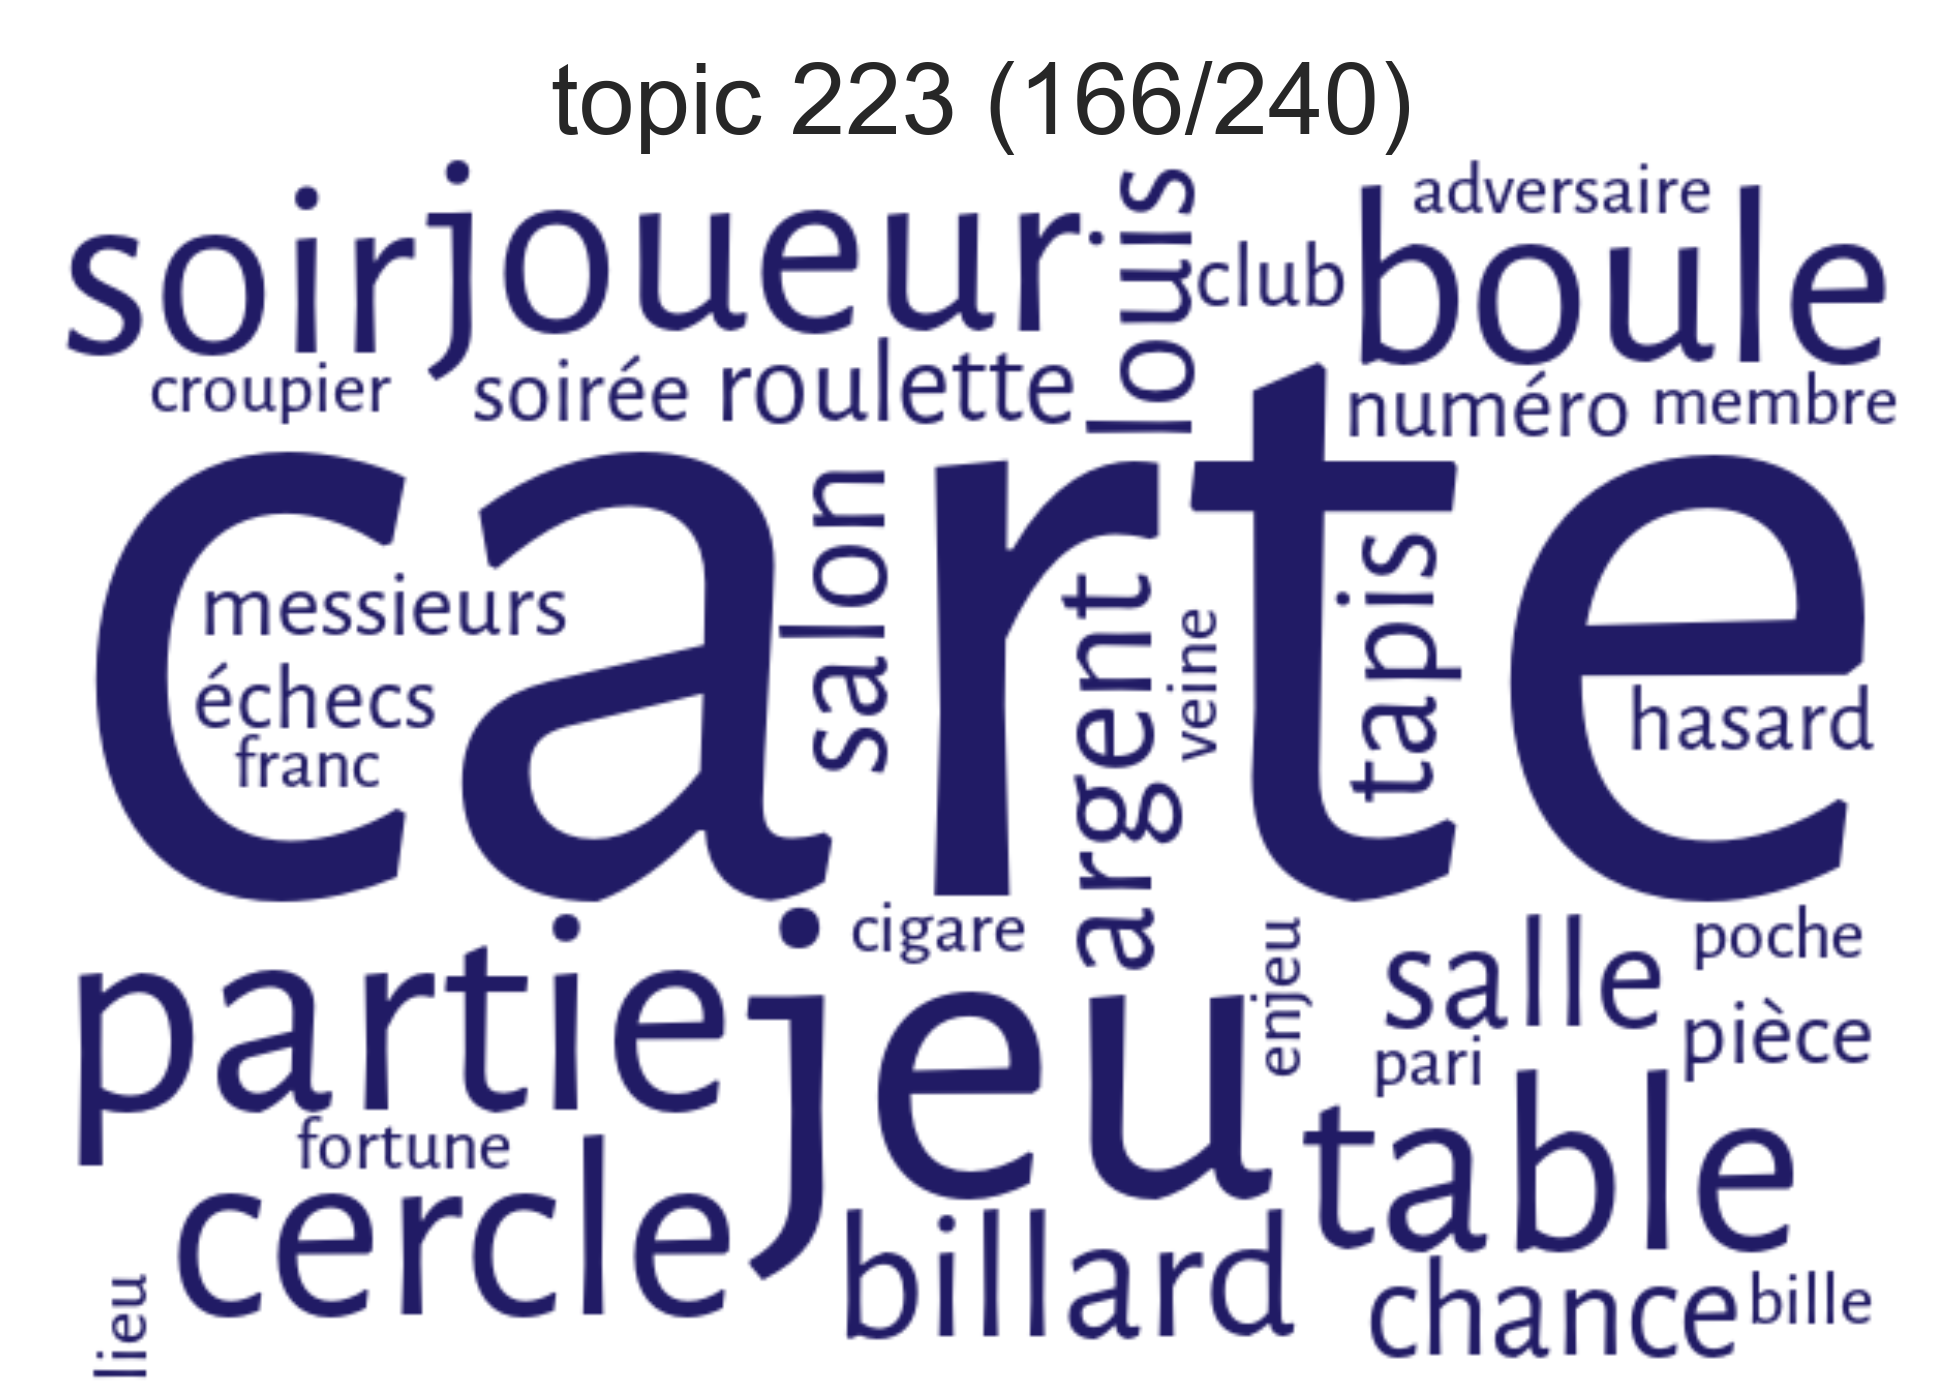 topic 223 (166/240)
soir
joueur
louis
adversaire
club
boule
croupier
soirée
roulette
numéro
membre
carte
salon
messieurs
argent
veine
tapis
échecs
hasard
franc
cigare
partie
jeu
enjeu
salle
poche
pari
pièce
fortune
table
cercle
billard
lieu
chance
bille